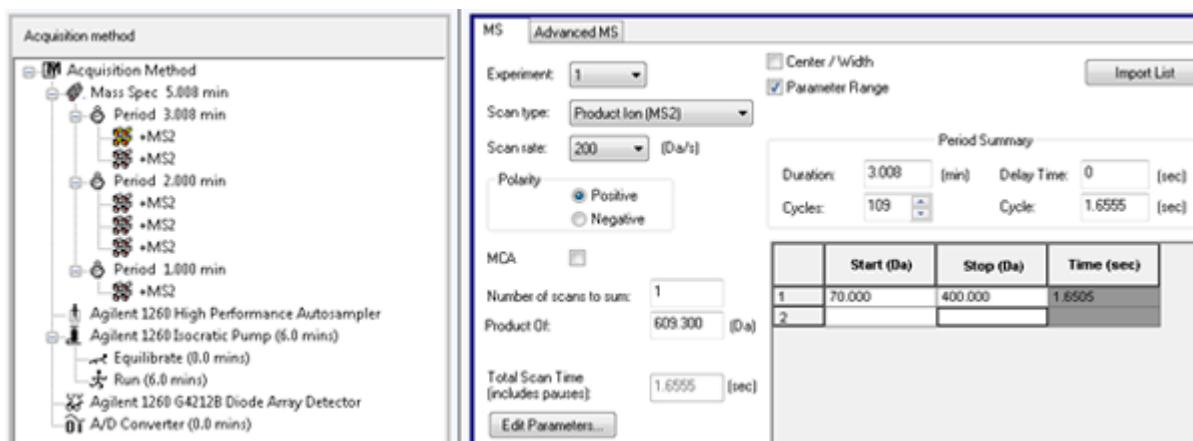 Acquisition method
Acquisition Method
Mass Spec 5.008 min
Period 3.008 min
+MS2
+MS2
Period 2.000 min
+MS2
+MS2
+MS2
Period 1.000 min
+MS2
Agilent 1260 High Performance Autosampler
Agilent 1260 Isocratic Pump (6.0 mins)
Equilibrate (0.0 mins)
Run (6.0 mins)
Agilent 1260 G4212B Diode Array Detector
A/D Converter (0.0 mins)
MS Advanced MS
Experiment: 1
Scan type: Product Ion (MS2)
Scan rate: 200 (Da/s)
Polarity
Positive
Negative
MCA
Number of scans to sum: 1
Product Of: 609.300 (Da)
Total Scan Time
(includes pauses): 1.6555 (sec)
Edit Parameters...
Center / Width
Parameter Range
Import List
Period Summary
Duration: 3.008 (min) Delay Time: 0 (sec)
Cycles: 109 Cycle: 1.6555 (sec)
Start (Da) Stop (Da) Time (sec)
1 70.000 400.000 1.6505
2